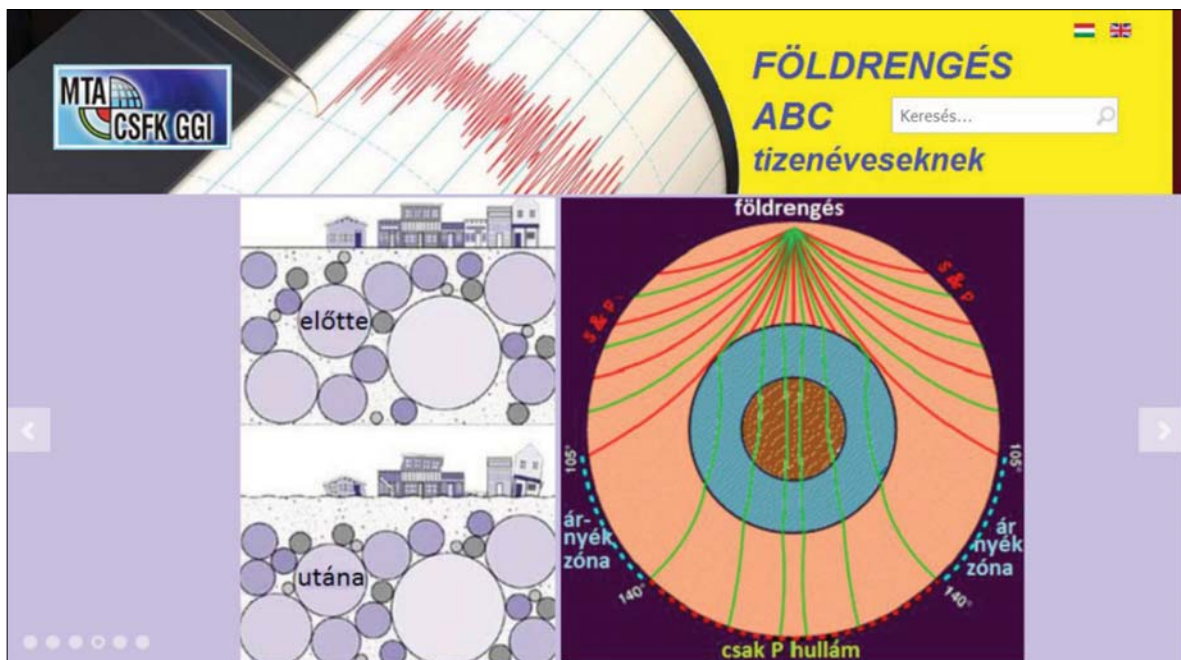 MTA
CSFK GGI
FÖLDRENGÉS
ABC
tizenéveseknek
Keresés...
előtte
utána
földrengés
S & P.
S & P
105°
105°
ár-
nyék
zóna
ár
nyék
zóna
140°
140°
csak P hullám